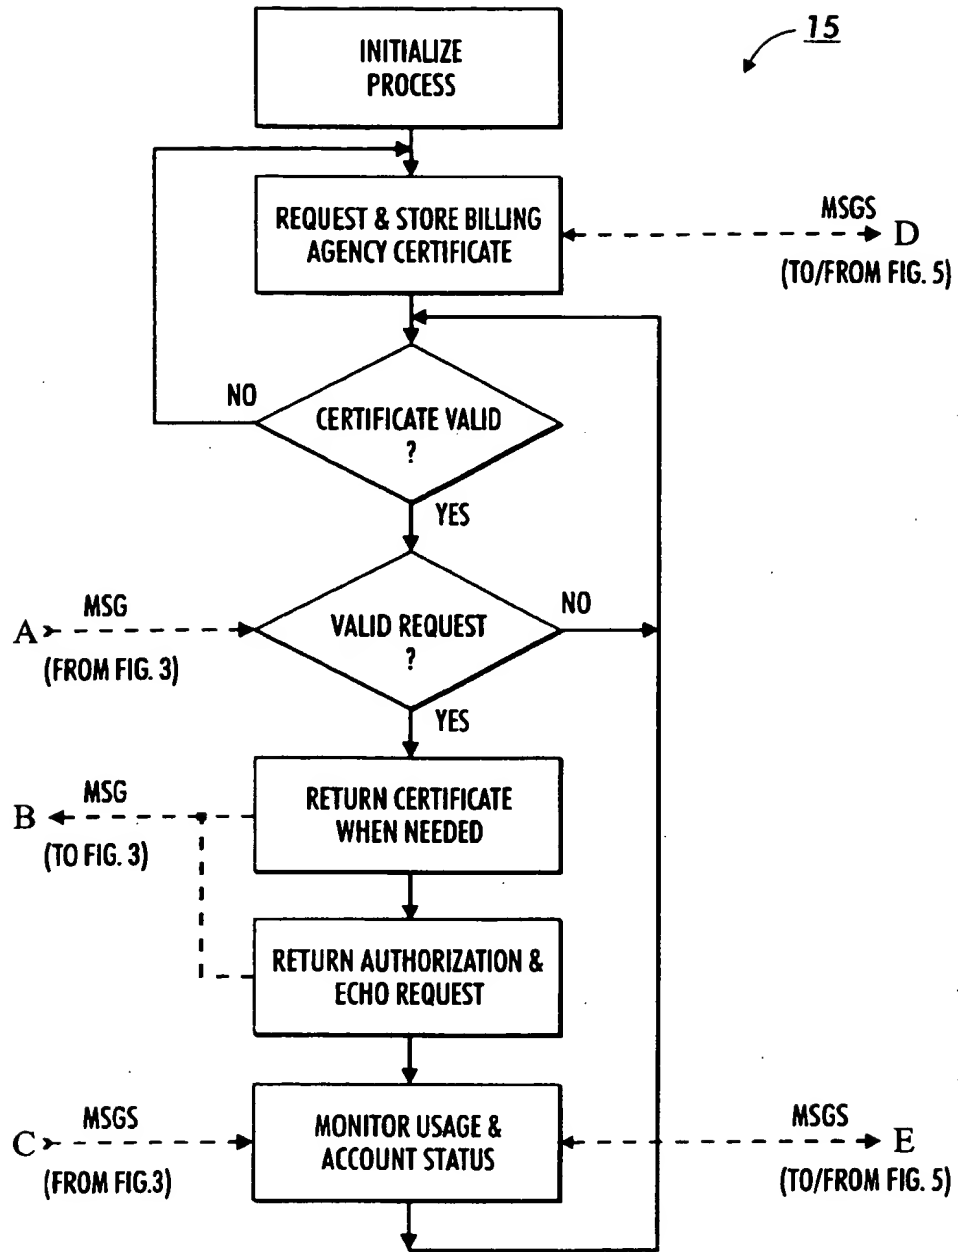 15
INITIALIZE
PROCESS
REQUEST & STORE BILLING
AGENCY CERTIFICATE
MSGS
D
(TO/FROM FIG. 5)
NO
CERTIFICATE VALID
?
YES
MSG
A
(FROM FIG. 3)
VALID REQUEST
?
NO
YES
MSG
B
(TO FIG. 3)
RETURN CERTIFICATE
WHEN NEEDED
RETURN AUTHORIZATION &
ECHO REQUEST
MSGS
C
(FROM FIG.3)
MONITOR USAGE &
ACCOUNT STATUS
MSGS
E
(TO/FROM FIG. 5)